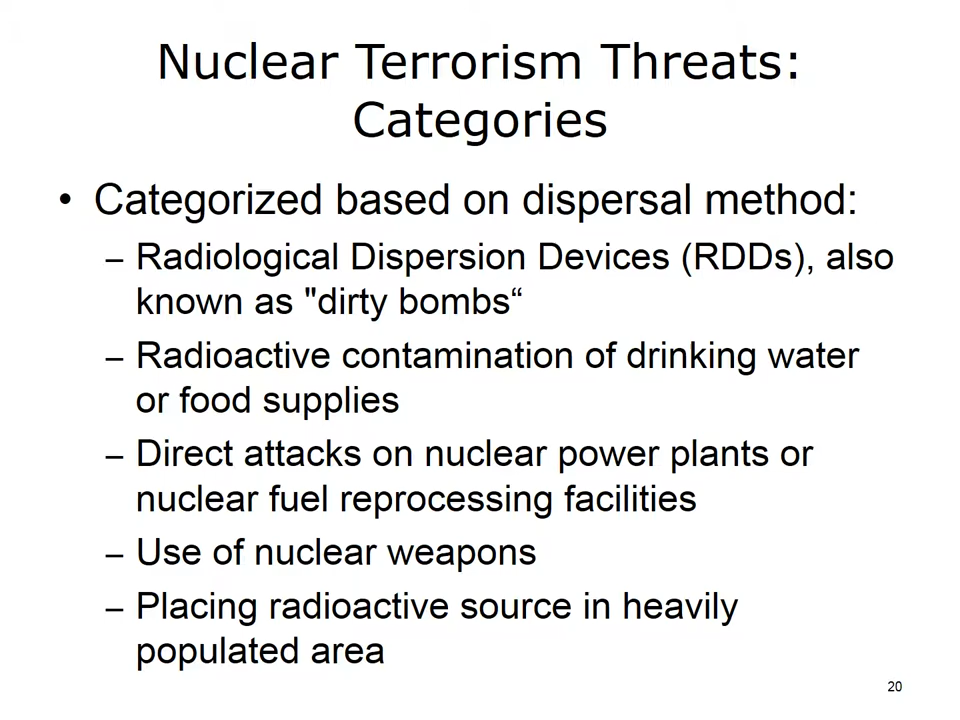 Nuclear Terrorism Threats:
Categories
• Categorized based on dispersal method:
– Radiological Dispersion Devices (RDDs), also
known as "dirty bombs“
– Radioactive contamination of drinking water
or food supplies
– Direct attacks on nuclear power plants or
nuclear fuel reprocessing facilities
– Use of nuclear weapons
– Placing radioactive source in heavily
populated area
20